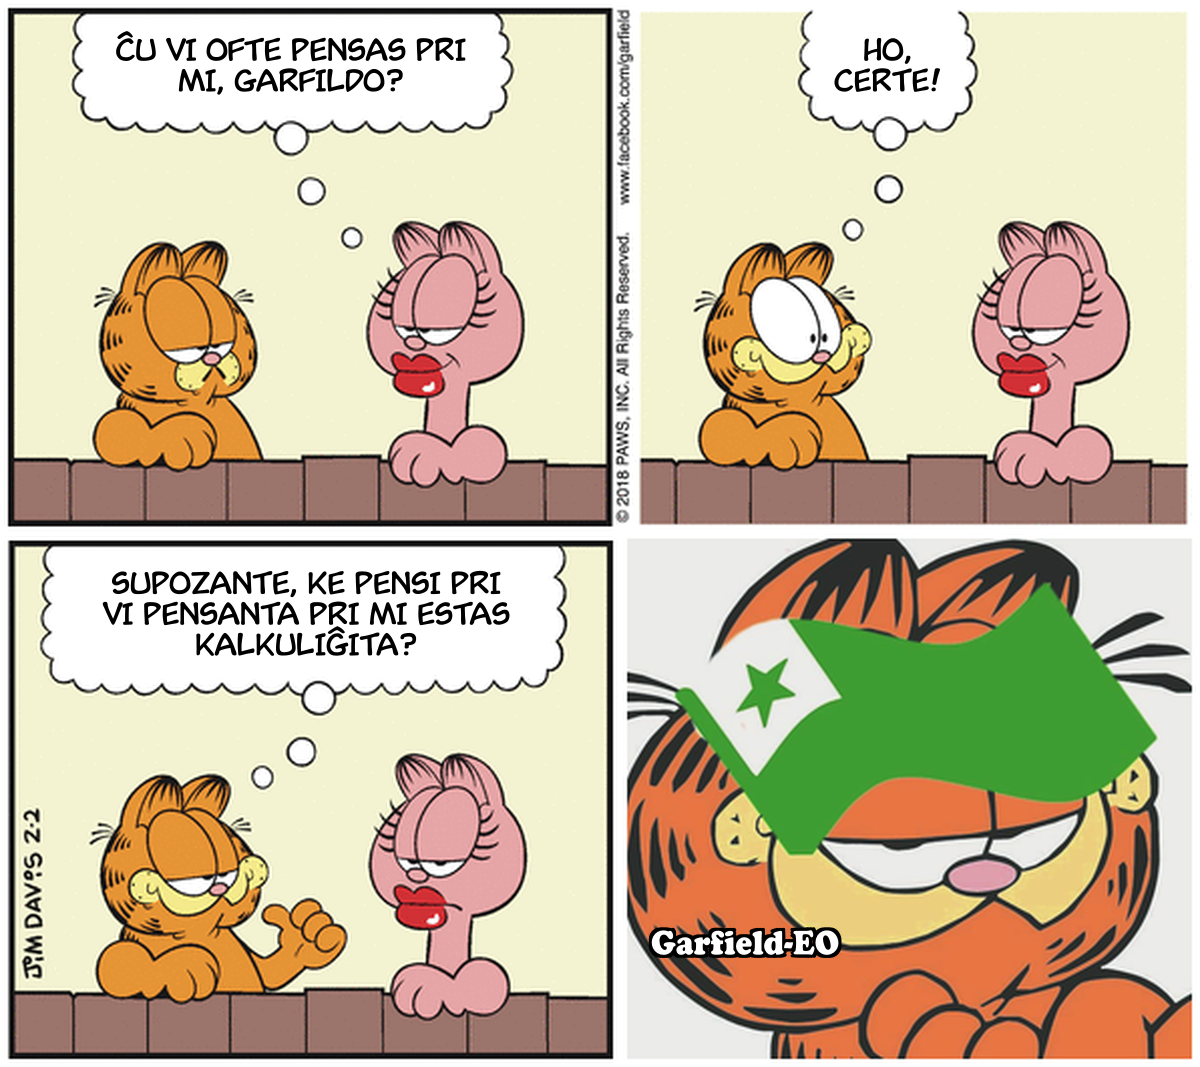 ĈU VI OFTE PENSAS PRI
MI, GARFILDO?
© 2018 PAWS, INC. All Rights Reserved. www.facebook.com/garfield
HO,
CERTE!
SUPOZANTE, KE PENSI PRI
VI PENSANTA PRI MI ESTAS
KALKULIĜITA?
JIM DAVIS 2-2
Garfield-EO